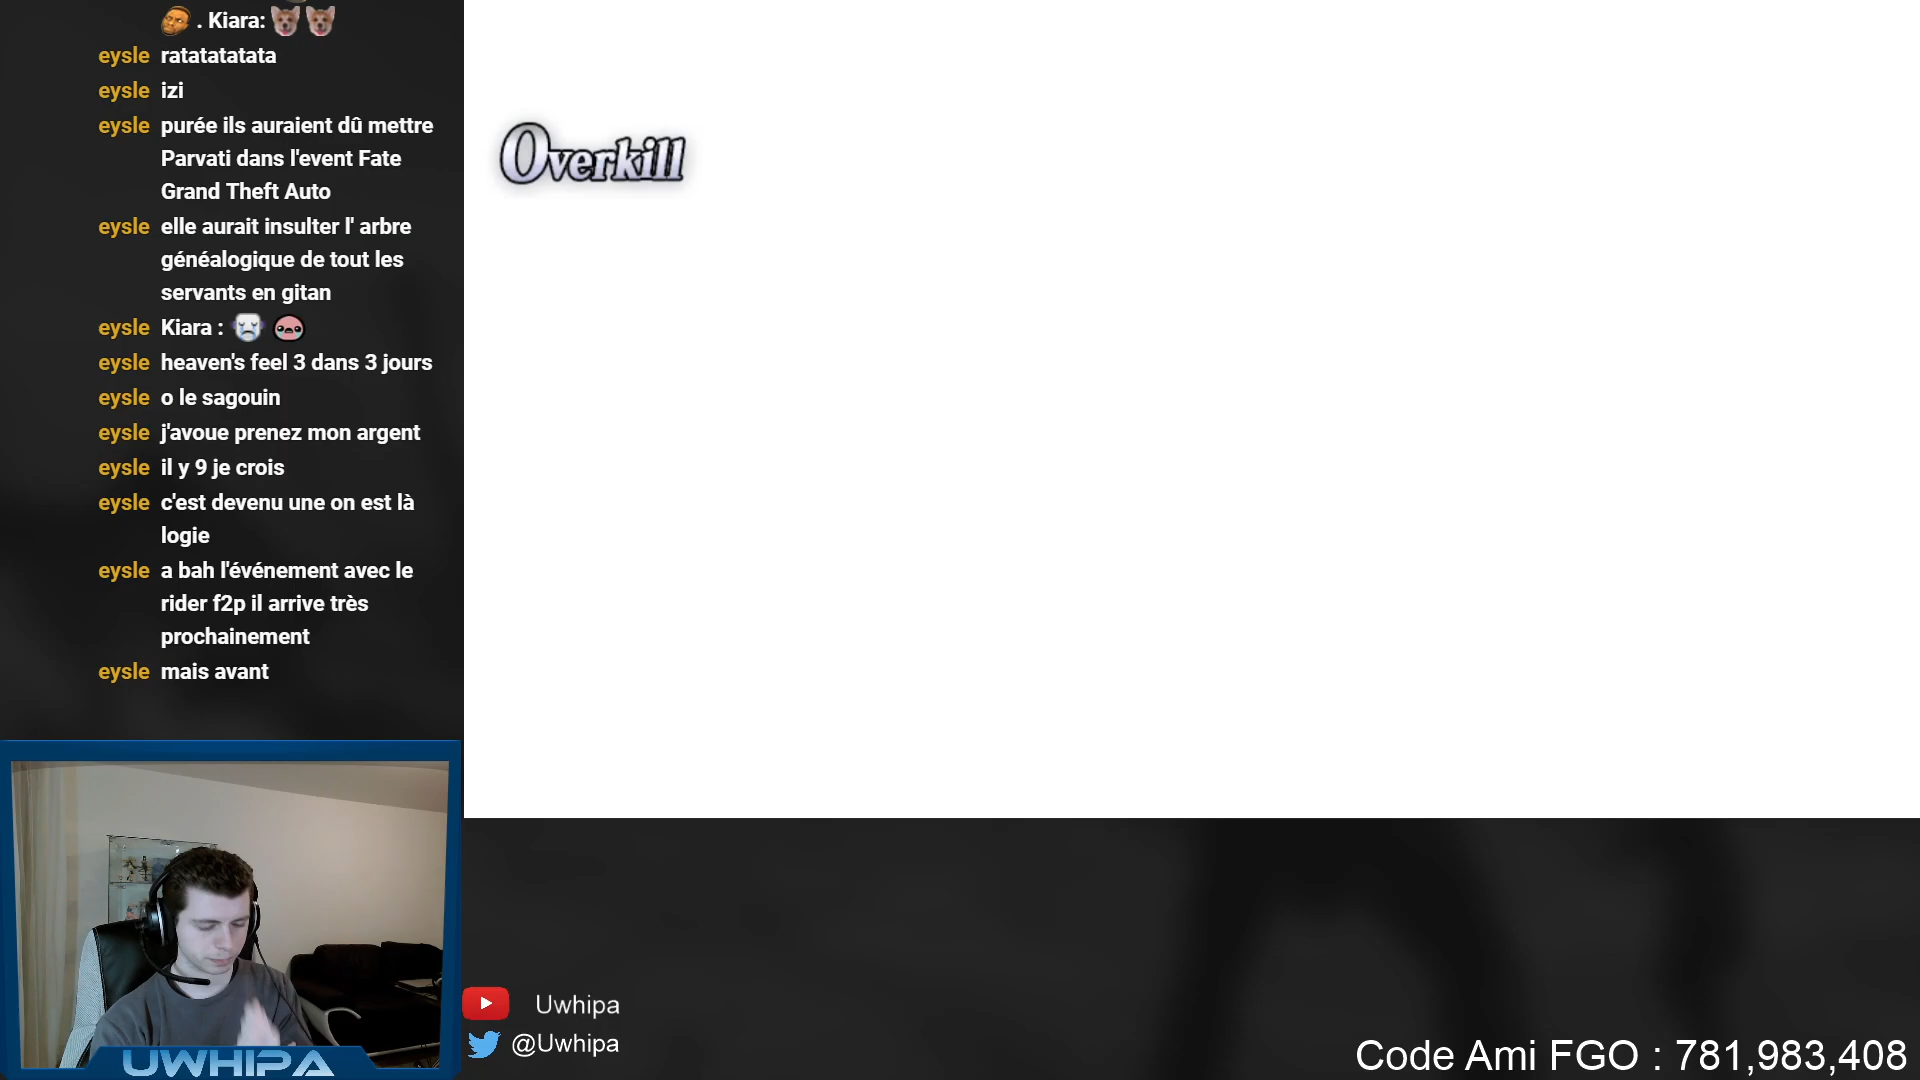 . Kiara:
eysle ratatatatata
eysle izi
eysle purée ils auraient dû mettre
Parvati dans l'event Fate
Grand Theft Auto
eysle elle aurait insulter l' arbre
généalogique de tout les
servants en gitan
eysle Kiara :
eysle heaven's feel 3 dans 3 jours
eysle o le sagouin
eysle j'avoue prenez mon argent
eysle il y 9 je crois
eysle c'est devenu une on est là
logie
eysle a bah l'événement avec le
rider f2p il arrive très
prochainement
eysle mais avant
Overkill
UWHIPA
Uwhipa
@Uwhipa
Code Ami FGO : 781,983,408